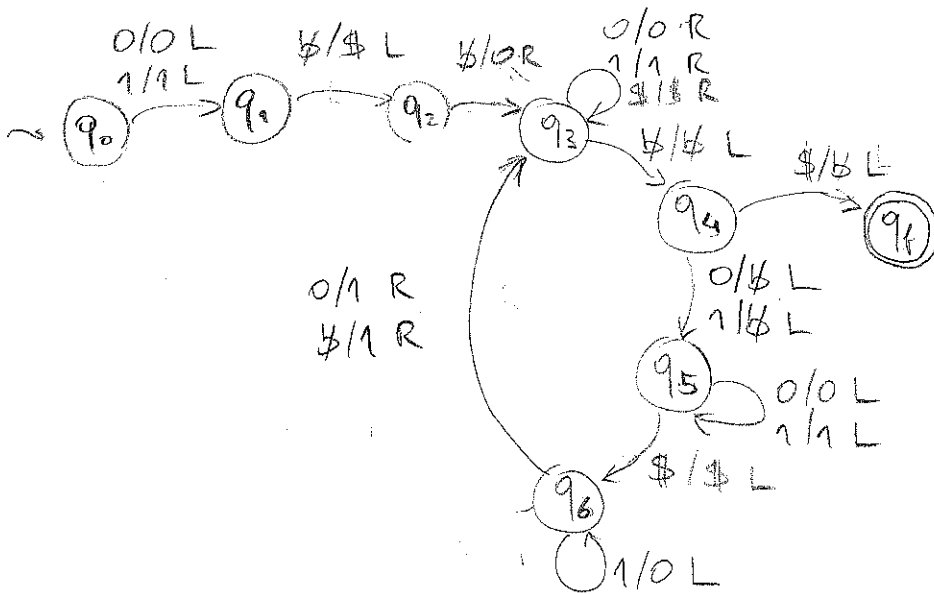 0/0 L
1/1 L
q0
q1
ƀ/$ L
q2
ƀ/0 R
0/0 R
1/1 R
$/$ R
q3
ƀ/ƀ L
q4
$/ƀ L
qf
0/ƀ L
1/ƀ L
0/1 R
ƀ/1 R
q5
0/0 L
1/1 L
$/$ L
q6
1/0 L